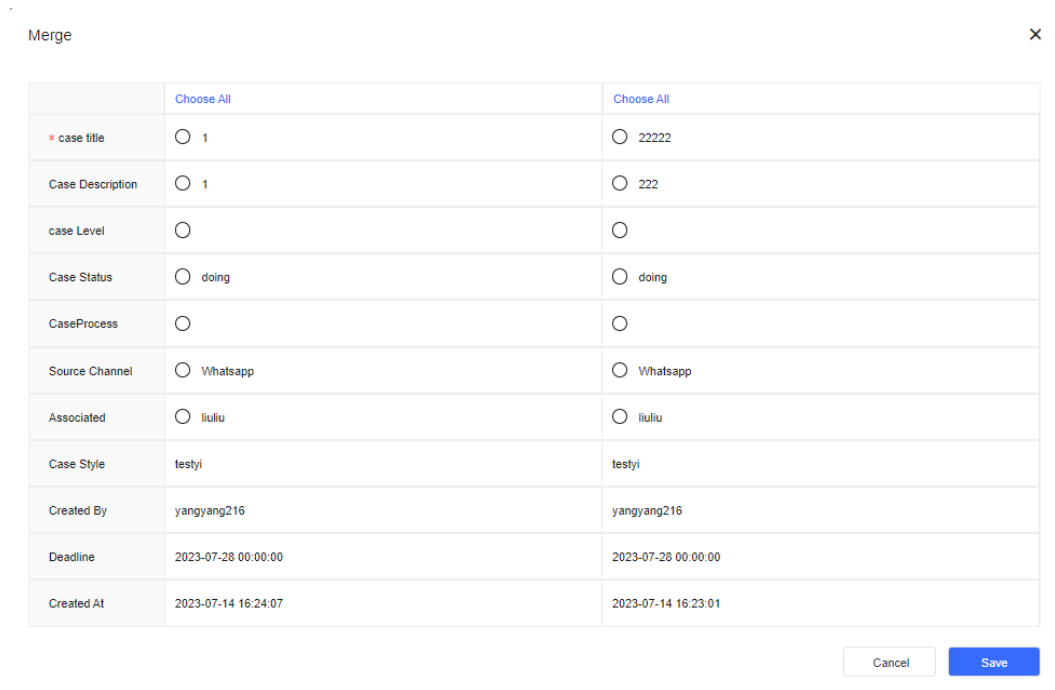 Merge
Choose All Choose All
* case title 1 22222
Case Description 1 222
case Level
Case Status doing doing
CaseProcess
Source Channel Whatsapp Whatsapp
Associated liuliu liuliu
Case Style testyi testyi
Created By yangyang216 yangyang216
Deadline 2023-07-28 00:00:00 2023-07-28 00:00:00
Created At 2023-07-14 16:24:07 2023-07-14 16:23:01
Cancel Save